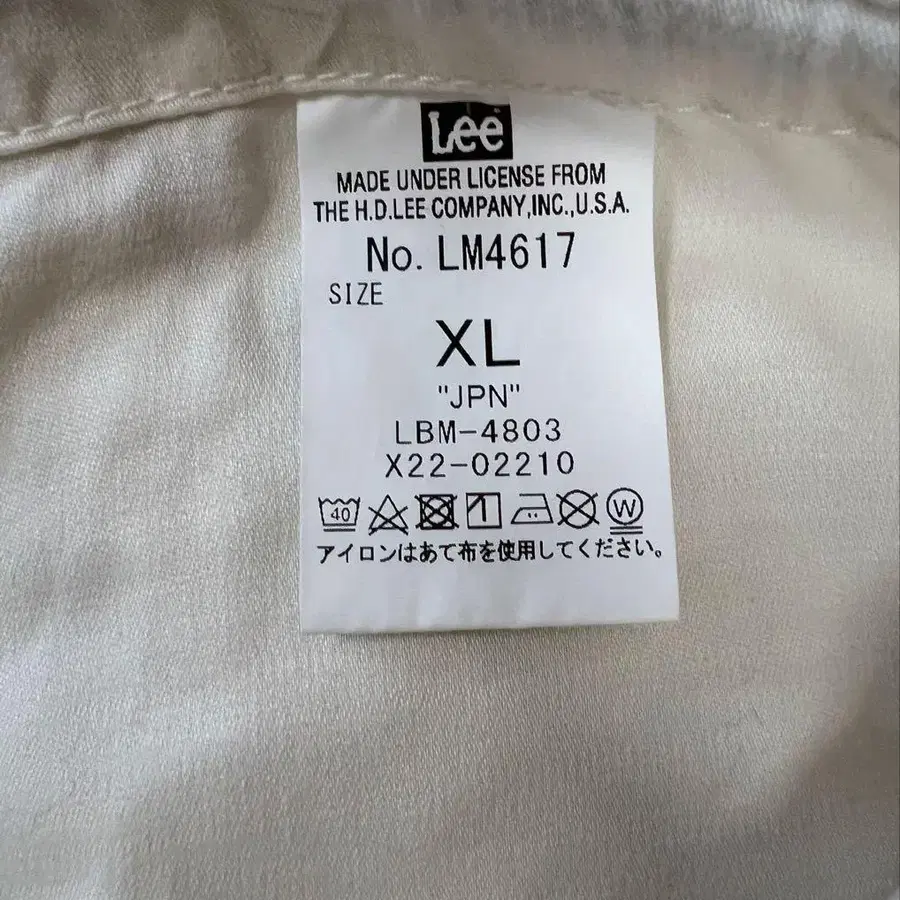 Lee
MADE UNDER LICENSE FROM
THE H.D.LEE COMPANY,INC.,U.S.A.
No. LM4617
SIZE
XL
"JPN"
LBM-4803
X22-02210
40 W
アイロンはあて布を使用してください。